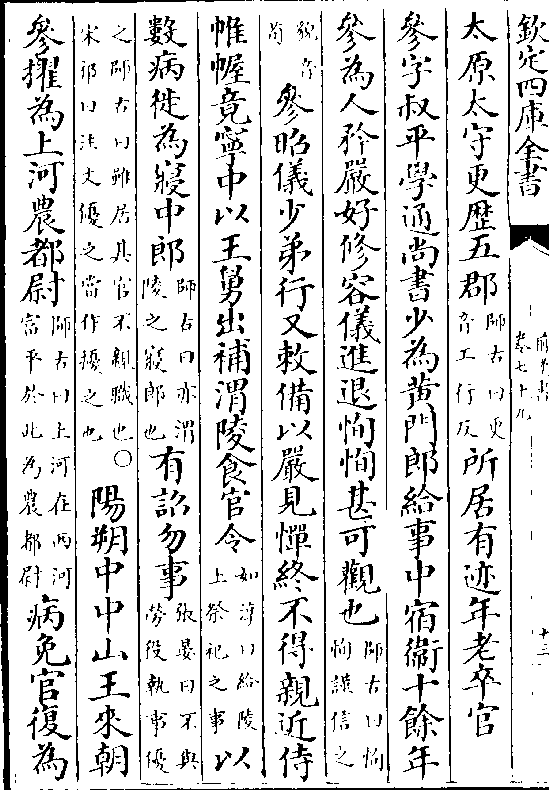 欽定四庫全書
前漢書
卷七十九
十三
太原太守更歷五郡師古曰更音工行反所居有迹年老卒官
參字叔平學通尚書少為黃門郎給事中宿衞十餘年
參為人矜嚴好修容儀進退恂恂甚可觀也師古曰恂恂謹信之
貌音荀參昭儀少弟行又敕備以嚴見憚終不得親近侍
帷幄竟寧中以王舅出補渭陵食官令如淳曰給陵上祭祀之事以
數病徙為寢中郎師古曰亦渭陵之寢郎也有詔勿事張晏曰不與勞役執事優
之師古曰雖居其官不親職也○宋祁曰注文優之當作擾之也陽朔中中山王來朝
參擢為上河農都尉師古曰上河在西河富平於此為農都尉病免官復為